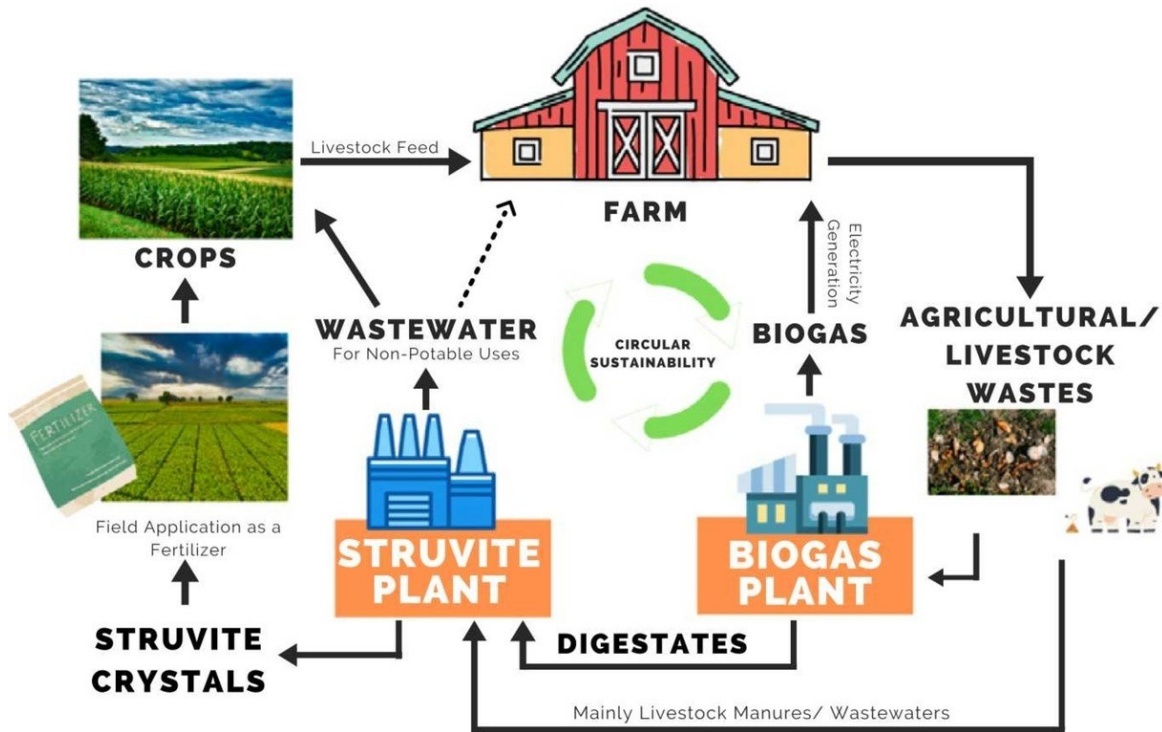 Livestock Feed
FARM
CROPS
Electricity
Generation
WASTEWATER
For Non-Potable Uses
CIRCULAR
SUSTAINABILITY
BIOGAS
AGRICULTURAL/
LIVESTOCK
WASTES
FERTILIZER
Field Application as a
Fertilizer
STRUVITE
PLANT
BIOGAS
PLANT
STRUVITE
CRYSTALS
DIGESTATES
Mainly Livestock Manures/ Wastewaters